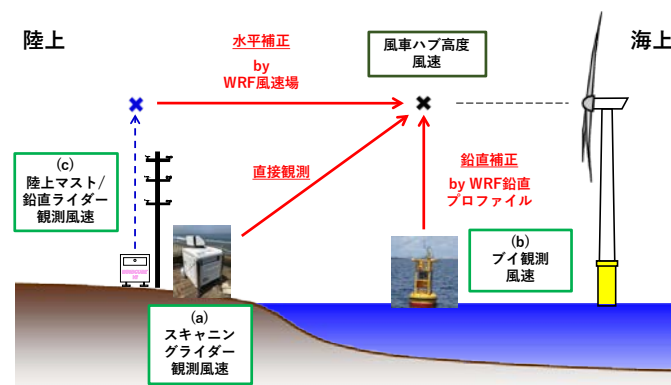 陸上
海上
水平補正
by
WRF風速場
風車ハブ高度
風速
(c)
陸上マスト/
鉛直ライダー
観測風速
直接観測
鉛直補正
by WRF鉛直
プロファイル
(b)
ブイ観測
風速
(a)
スキャニン
グライダー
観測風速